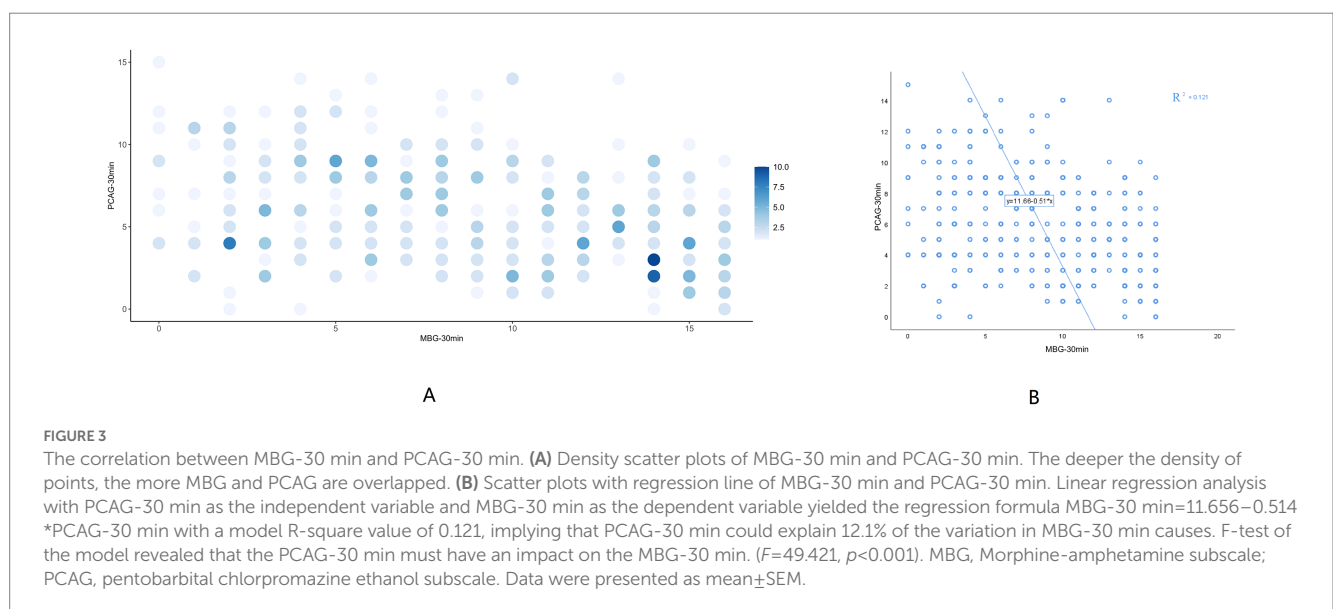 15
10
5
0
PCAG-30min
0
5
10
15
MBG-30min
10.0
7.5
5.0
2.5
A
14
12
10
8
6
4
2
0
PCAG-30min
R² = 0.121
y=11.66-0.51*x
0
5
10
15
20
MBG-30min
B
FIGURE 3
The correlation between MBG-30 min and PCAG-30 min. (A) Density scatter plots of MBG-30 min and PCAG-30 min. The deeper the density of
points, the more MBG and PCAG are overlapped. (B) Scatter plots with regression line of MBG-30 min and PCAG-30 min. Linear regression analysis
with PCAG-30 min as the independent variable and MBG-30 min as the dependent variable yielded the regression formula MBG-30 min=11.656–0.514
*PCAG-30 min with a model R-square value of 0.121, implying that PCAG-30 min could explain 12.1% of the variation in MBG-30 min causes. F-test of
the model revealed that the PCAG-30 min must have an impact on the MBG-30 min. (F=49.421, p<0.001). MBG, Morphine-amphetamine subscale;
PCAG, pentobarbital chlorpromazine ethanol subscale. Data were presented as mean±SEM.